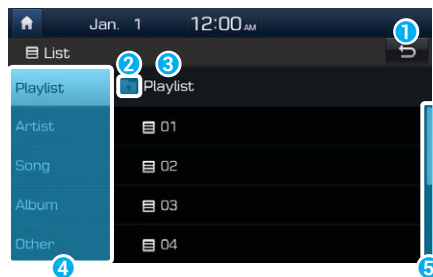 Jan. 1 12:00 AM
1
List
2 3
Playlist Playlist
Artist 01
Song 02
Album 03
Other 04
4 5